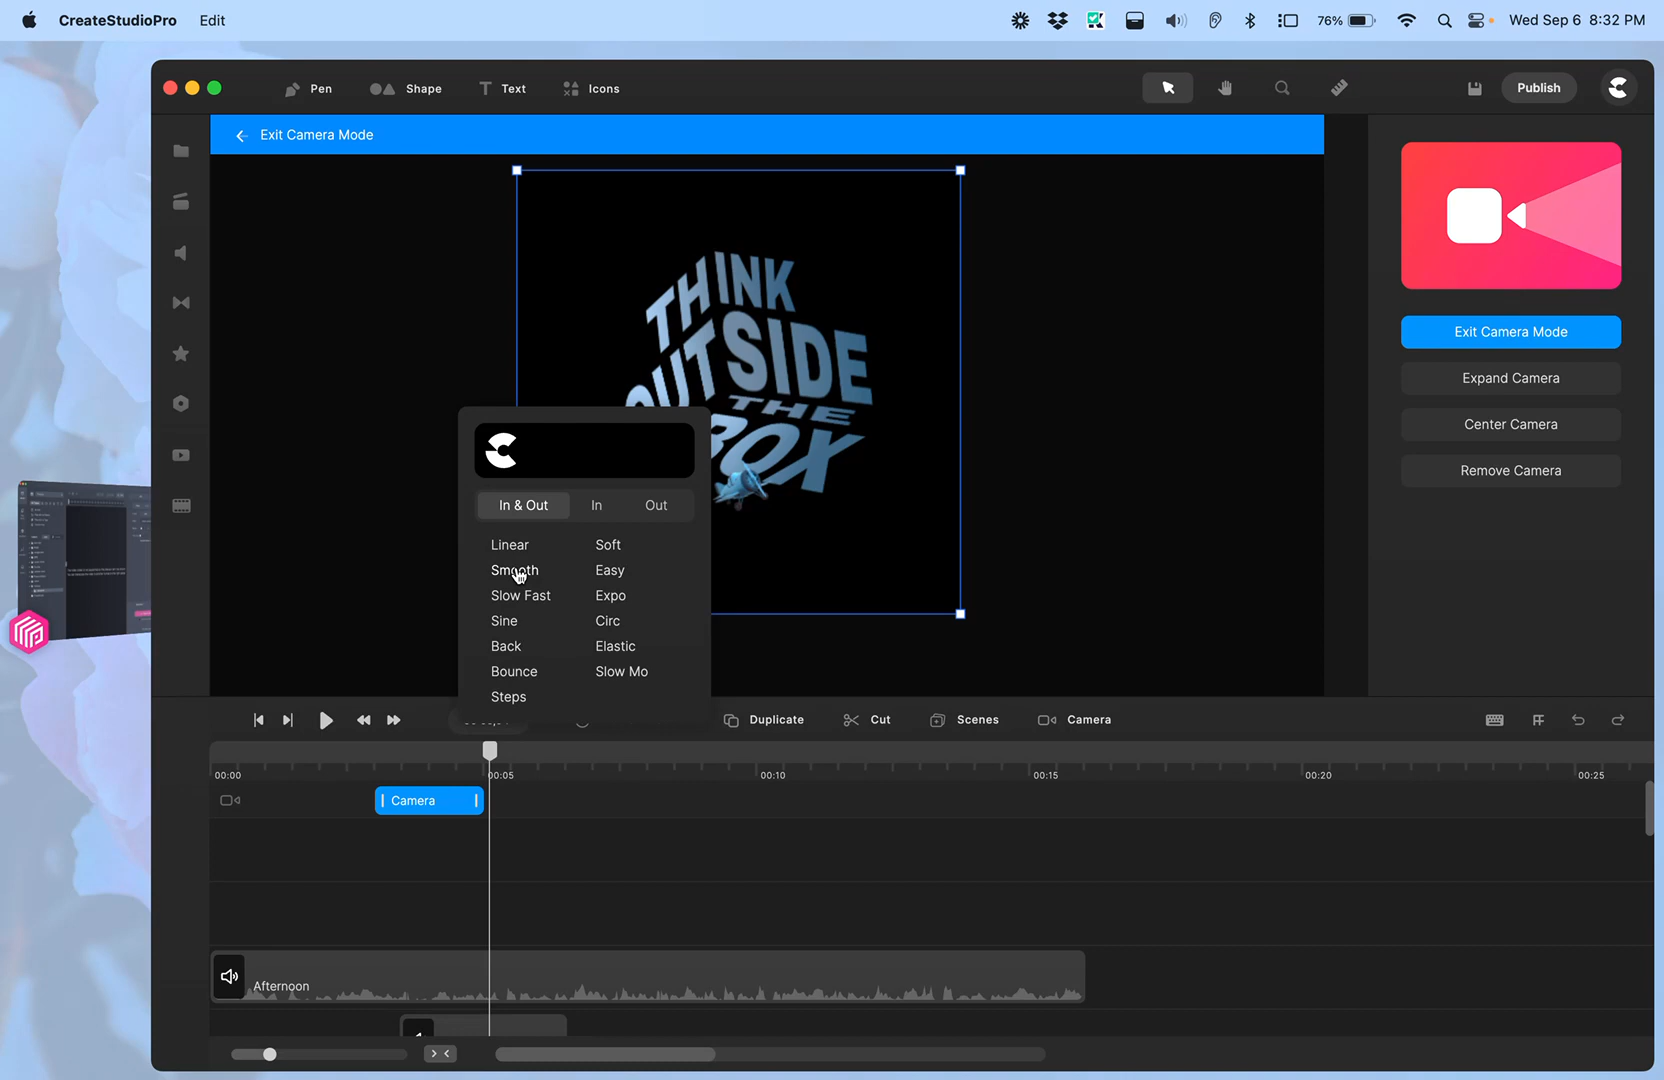 CreateStudioPro Edit 76% Wed Sep 6 8:32 PM
Pen Shape Text Icons Publish
Exit Camera Mode
THINK
OUTSIDE
THE
BOX
Exit Camera Mode
Expand Camera
Center Camera
Remove Camera
In & Out In Out
Linear Soft
Smooth Easy
Slow Fast Expo
Sine Circ
Back Elastic
Bounce Slow Mo
Steps
Duplicate Cut Scenes Camera
00:00 00:05 00:10 00:15 00:20 00:25
Camera
Afternoon